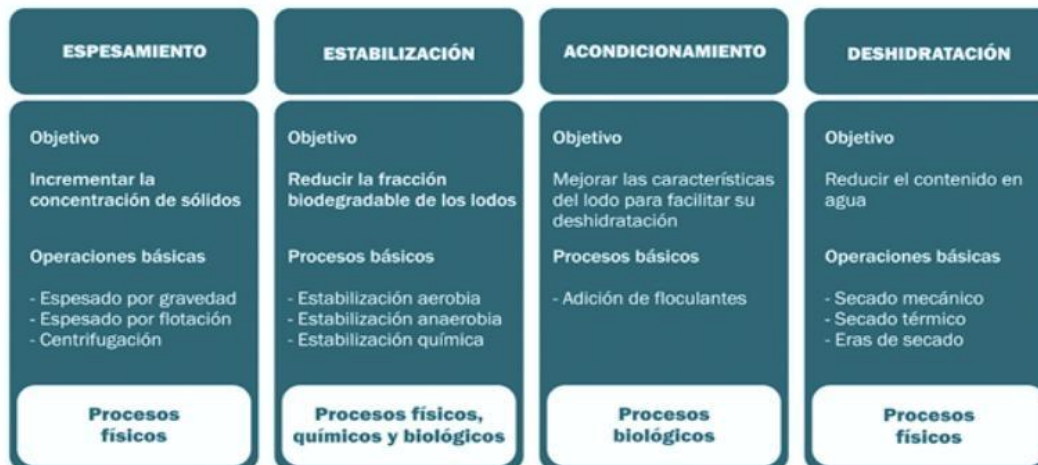 ESPESAMIENTO
Objetivo
Incrementar la
concentración de sólidos
Operaciones básicas
- Espesado por gravedad
- Espesado por flotación
- Centrifugación
Procesos
físicos
ESTABILIZACIÓN
Objetivo
Reducir la fracción
biodegradable de los lodos
Procesos básicos
- Estabilización aerobia
- Estabilización anaerobia
- Estabilización química
Procesos físicos,
químicos y biológicos
ACONDICIONAMIENTO
Objetivo
Mejorar las características
del lodo para facilitar su
deshidratación
Procesos básicos
- Adición de floculantes
Procesos
biológicos
DESHIDRATACIÓN
Objetivo
Reducir el contenido en
agua
Operaciones básicas
- Secado mecánico
- Secado térmico
- Eras de secado
Procesos
físicos